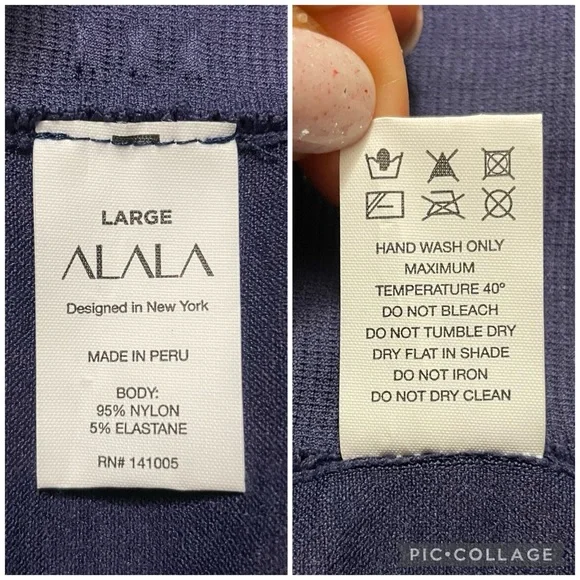 LARGE
ALALA
Designed in New York
MADE IN PERU
BODY:
95% NYLON
5% ELASTANE
RN# 141005
HAND WASH ONLY
MAXIMUM
TEMPERATURE 40°
DO NOT BLEACH
DO NOT TUMBLE DRY
DRY FLAT IN SHADE
DO NOT IRON
DO NOT DRY CLEAN
PIC•COLLAGE